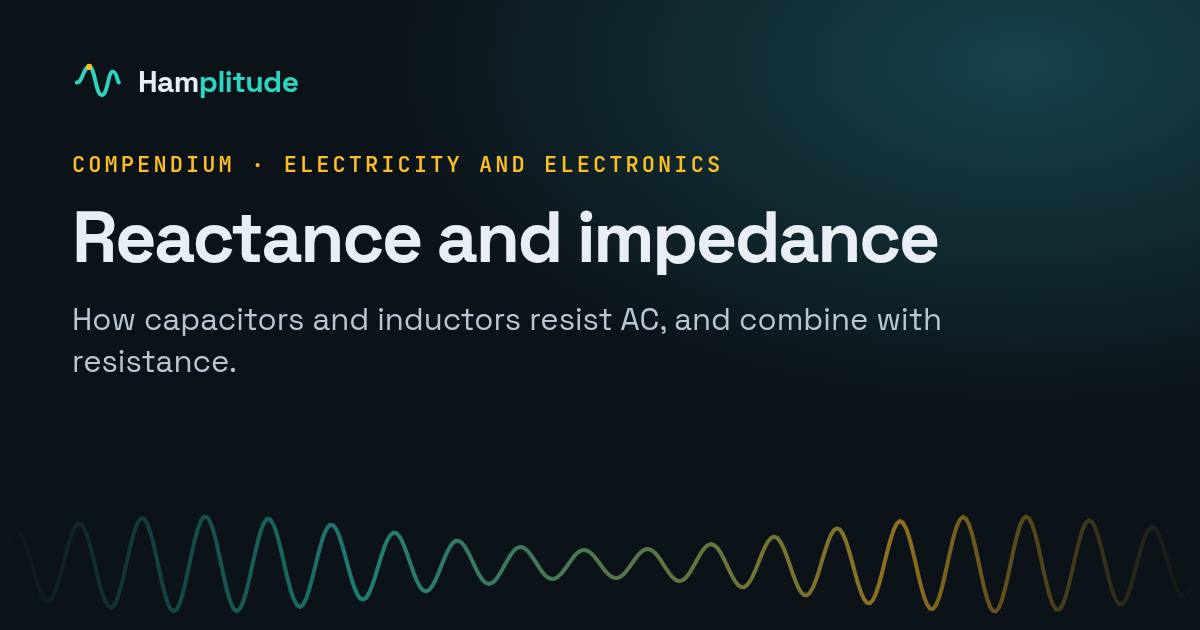 Hamplitude
COMPENDIUM · ELECTRICITY AND ELECTRONICS
Reactance and impedance
How capacitors and inductors resist AC, and combine with
resistance.